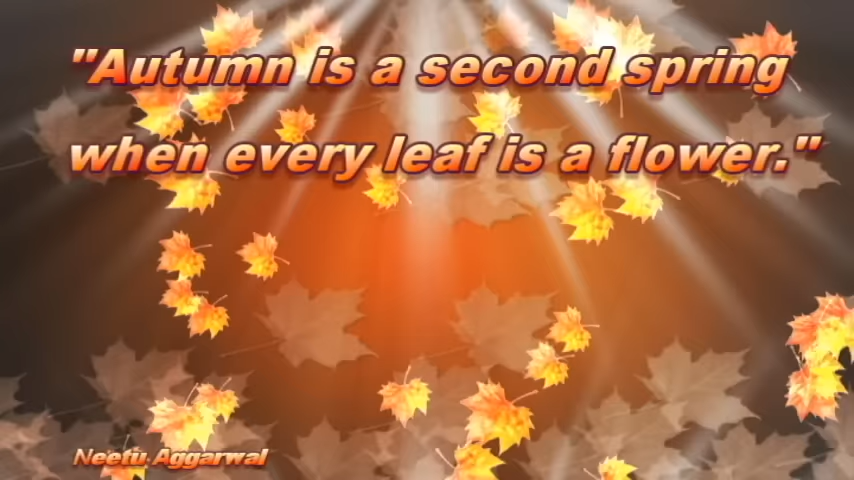 "Autumn is a second spring
when every leaf is a flower."
Neetu Aggarwal